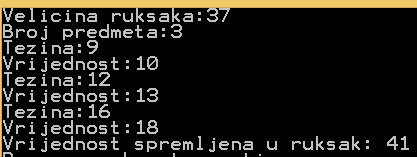 Velicina ruksaka:37
Broj predmeta:3
Tezina:9
Vrijednost:10
Tezina:12
Vrijednost:13
Tezina:16
Vrijednost:18
Vrijednost spremljena u ruksak: 41